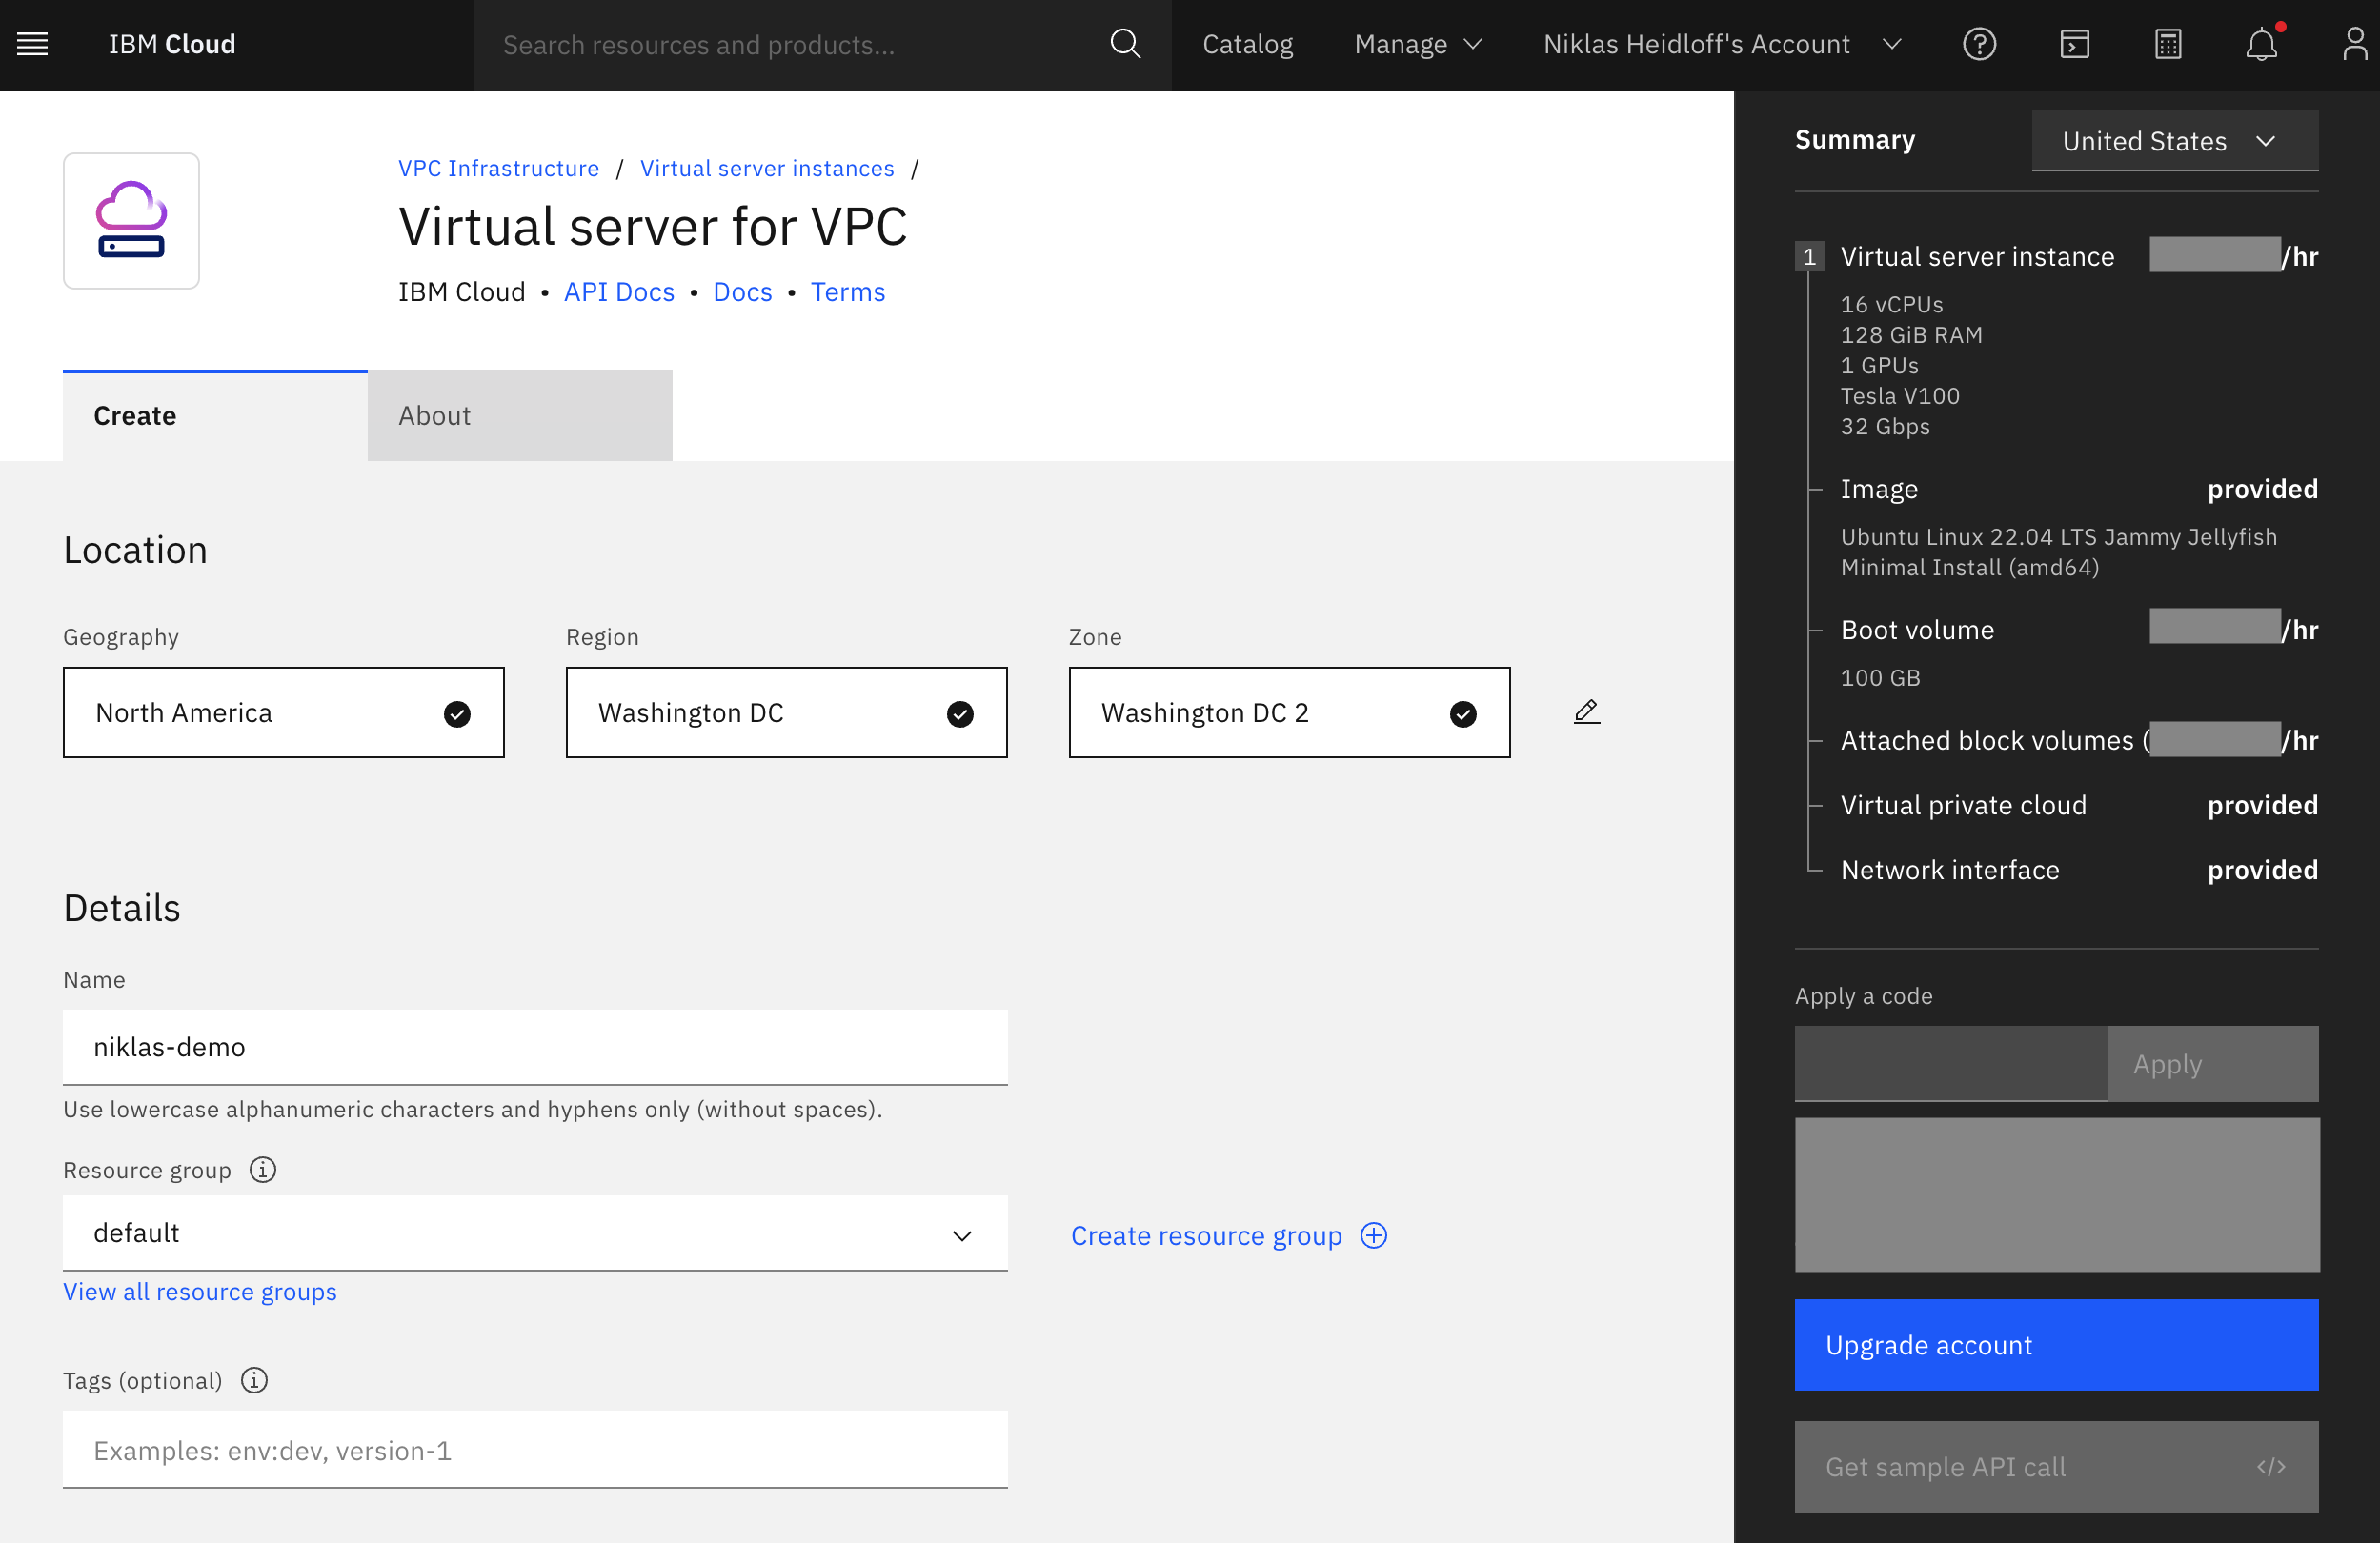 IBM Cloud
Search resources and products...
Catalog
Manage
Niklas Heidloff's Account
VPC Infrastructure / Virtual server instances /
Virtual server for VPC
IBM Cloud • API Docs • Docs • Terms
Create
About
Location
Geography
Region
Zone
North America
Washington DC
Washington DC 2
Details
Name
niklas-demo
Use lowercase alphanumeric characters and hyphens only (without spaces).
Resource group
default
Create resource group
View all resource groups
Tags (optional)
Examples: env:dev, version-1
Summary
United States
1 Virtual server instance /hr
16 vCPUs
128 GiB RAM
1 GPUs
Tesla V100
32 Gbps
Image provided
Ubuntu Linux 22.04 LTS Jammy Jellyfish
Minimal Install (amd64)
Boot volume /hr
100 GB
Attached block volumes ( /hr
Virtual private cloud provided
Network interface provided
Apply a code
Apply
Upgrade account
Get sample API call </>